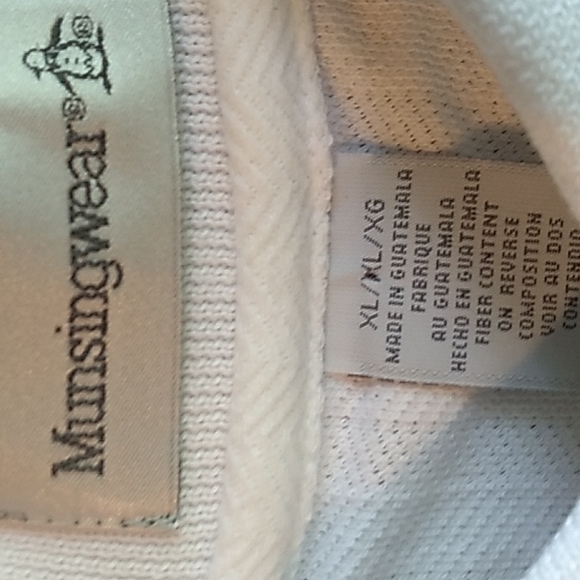 Munsingwear®
®
XL/XL/XG
MADE IN GUATEMALA
FABRIQUE
AU GUATEMALA
HECHO EN GUATEMALA
FIBER CONTENT
ON REVERSE
COMPOSITION
VOIR AU DOS
CONTENIDO